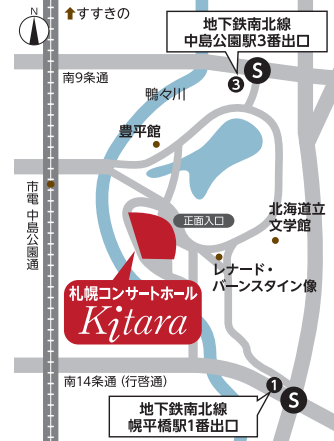 N
すすきの
地下鉄南北線
中島公園駅3番出口
3
S
南9条通
鴨々川
豊平館
正面入口
北海道立
文学館
市電 中島公園通
レナード・
バーンスタイン像
札幌コンサートホール
Kitara
南14条通(行啓通)
1
S
地下鉄南北線
幌平橋駅1番出口